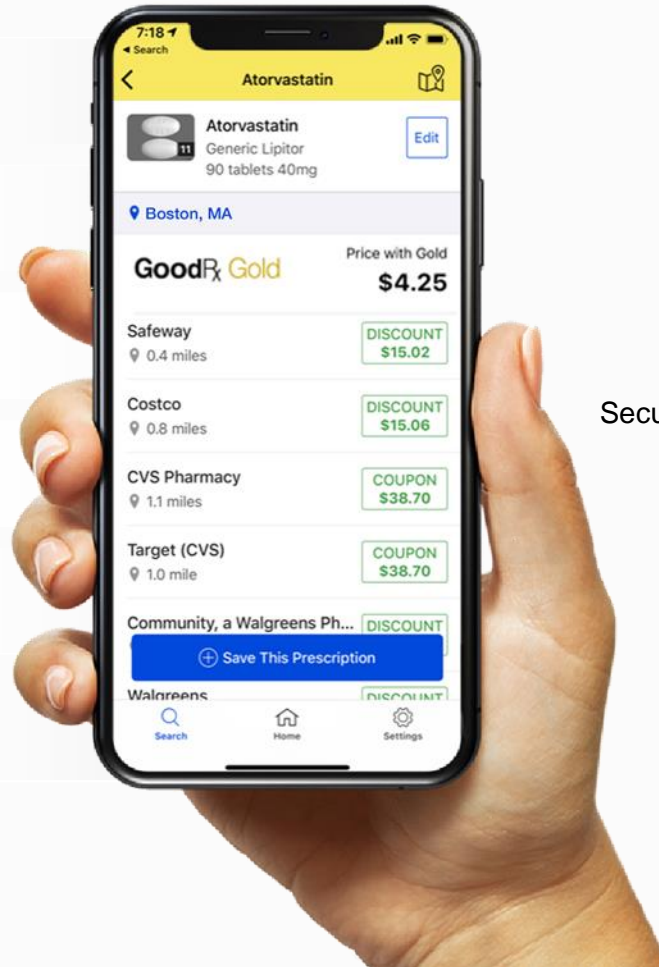 7:18
Search
Atorvastatin
Atorvastatin
Generic Lipitor
90 tablets 40mg
11
Edit
Boston, MA
GoodRx Gold
Price with Gold
$4.25
Safeway
0.4 miles
DISCOUNT
$15.02
Costco
0.8 miles
DISCOUNT
$15.06
CVS Pharmacy
1.1 miles
COUPON
$38.70
Target (CVS)
1.0 mile
COUPON
$38.70
Community, a Walgreens Ph...
DISCOUNT
Save This Prescription
Walgreens
DISCOUNT
Search
Home
Settings